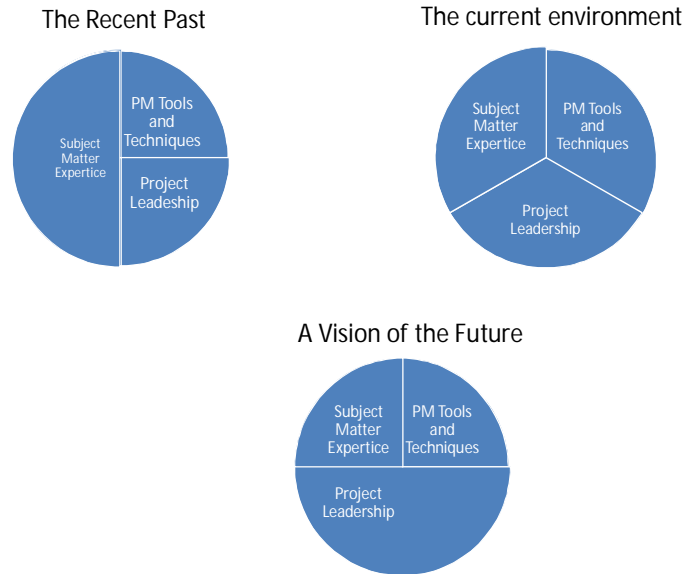 The Recent Past
PM Tools
and
Techniques
Subject
Matter
Expertice
Project
Leadeship
The current environment
Subject
Matter
Expertice
PM Tools
and
Techniques
Project
Leadership
A Vision of the Future
Subject
Matter
Expertice
PM Tools
and
Techniques
Project
Leadership